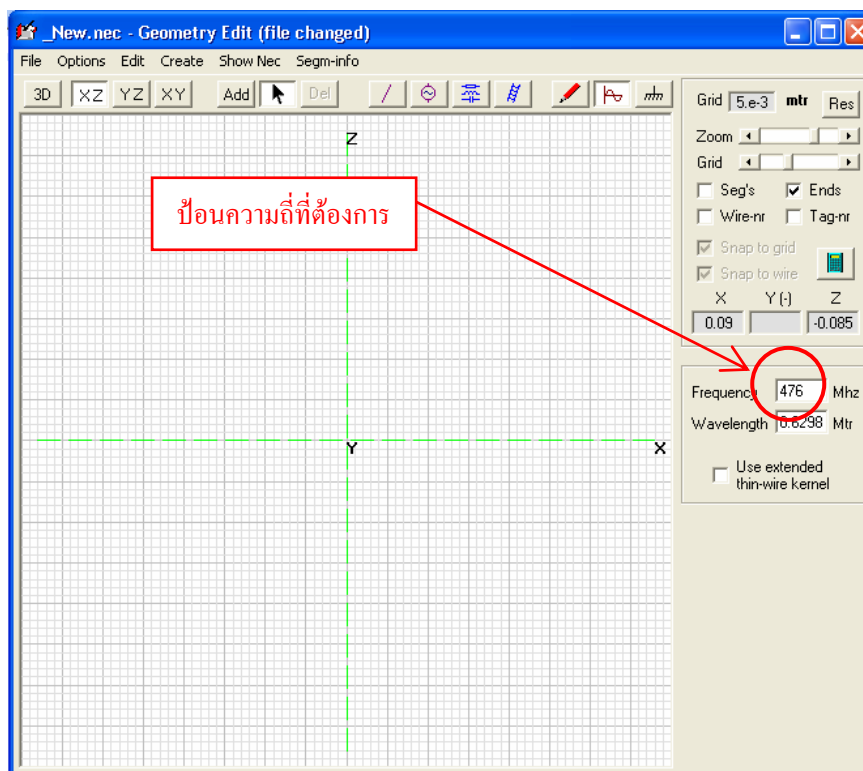 _New.nec - Geometry Edit (file changed)
File Options Edit Create Show Nec Segm-info
3D XZ YZ XY Add Del
Grid 5.e-3 mtr Res
Zoom
Grid
Seg's Ends
Wire-nr Tag-nr
Snap to grid
Snap to wire
X Y (-) Z
0.09 -0.085
Frequency 476 Mhz
Wavelength 0.6298 Mtr
Use extended
thin-wire kernel
Z
ป้อนความถี่ที่ต้องการ
Y X